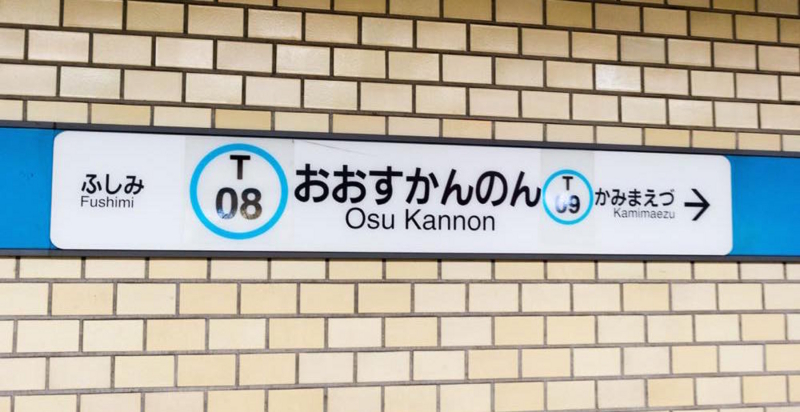 ふしみ
Fushimi
T
08
おおすかんのん
Osu Kannon
T
09
かみまえづ
Kamimaezu
→